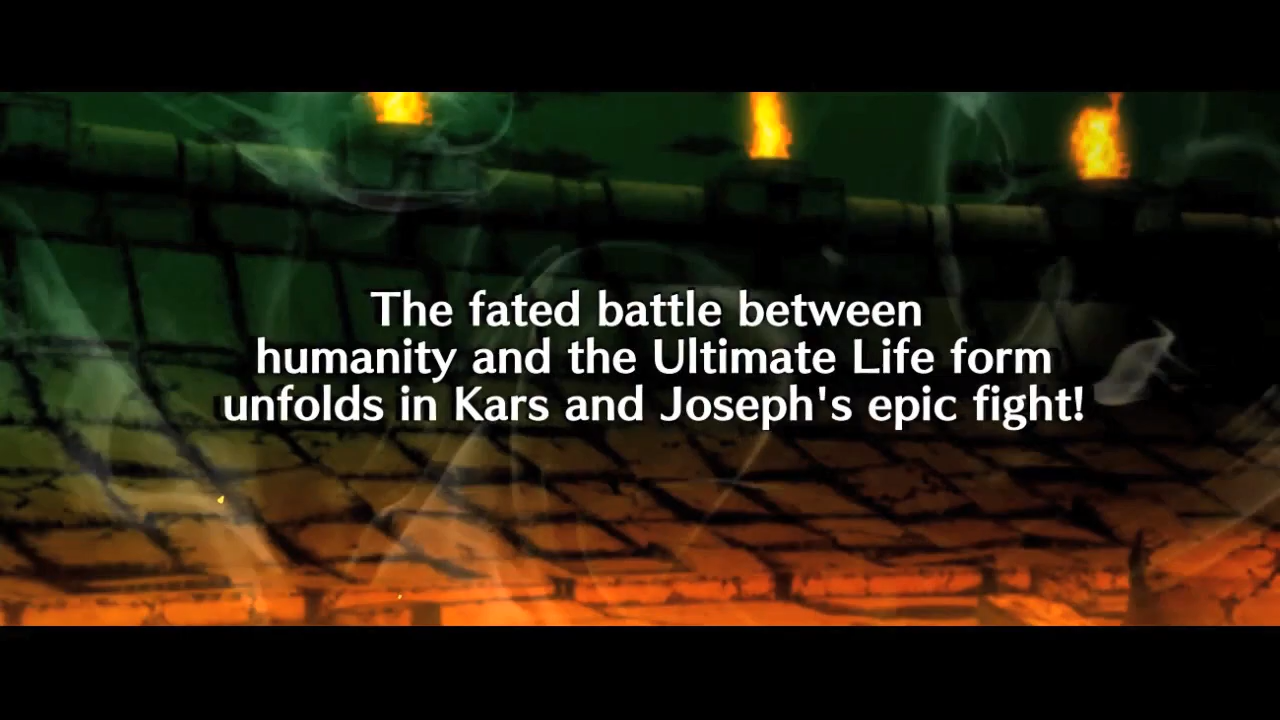 The fated battle between
humanity and the Ultimate Life form
unfolds in Kars and Joseph's epic fight!